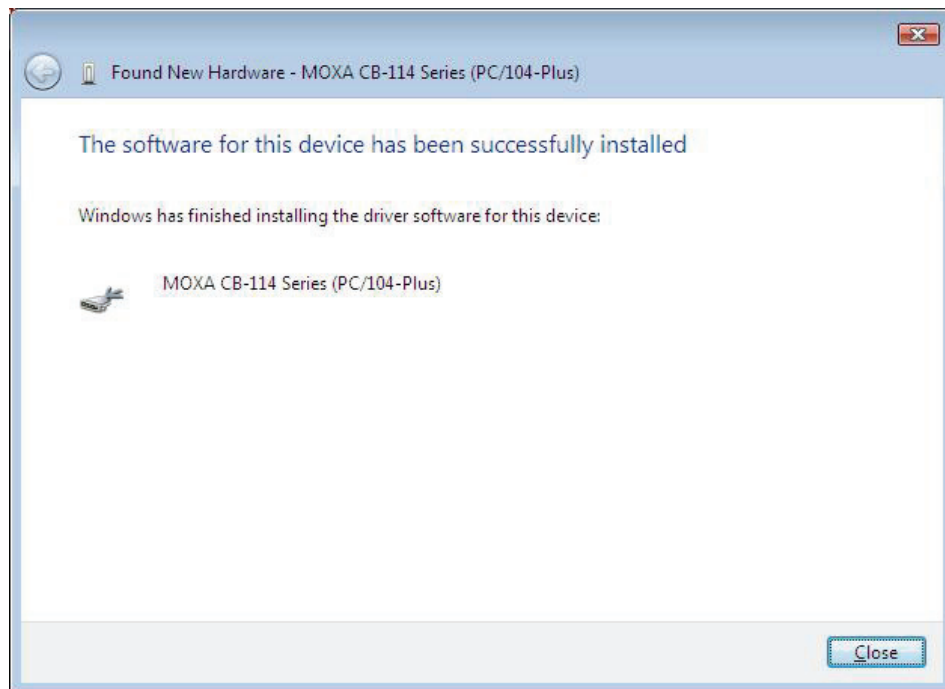 Found New Hardware - MOXA CB-114 Series (PC/104-Plus)
The software for this device has been successfully installed
Windows has finished installing the driver software for this device:
MOXA CB-114 Series (PC/104-Plus)
Close